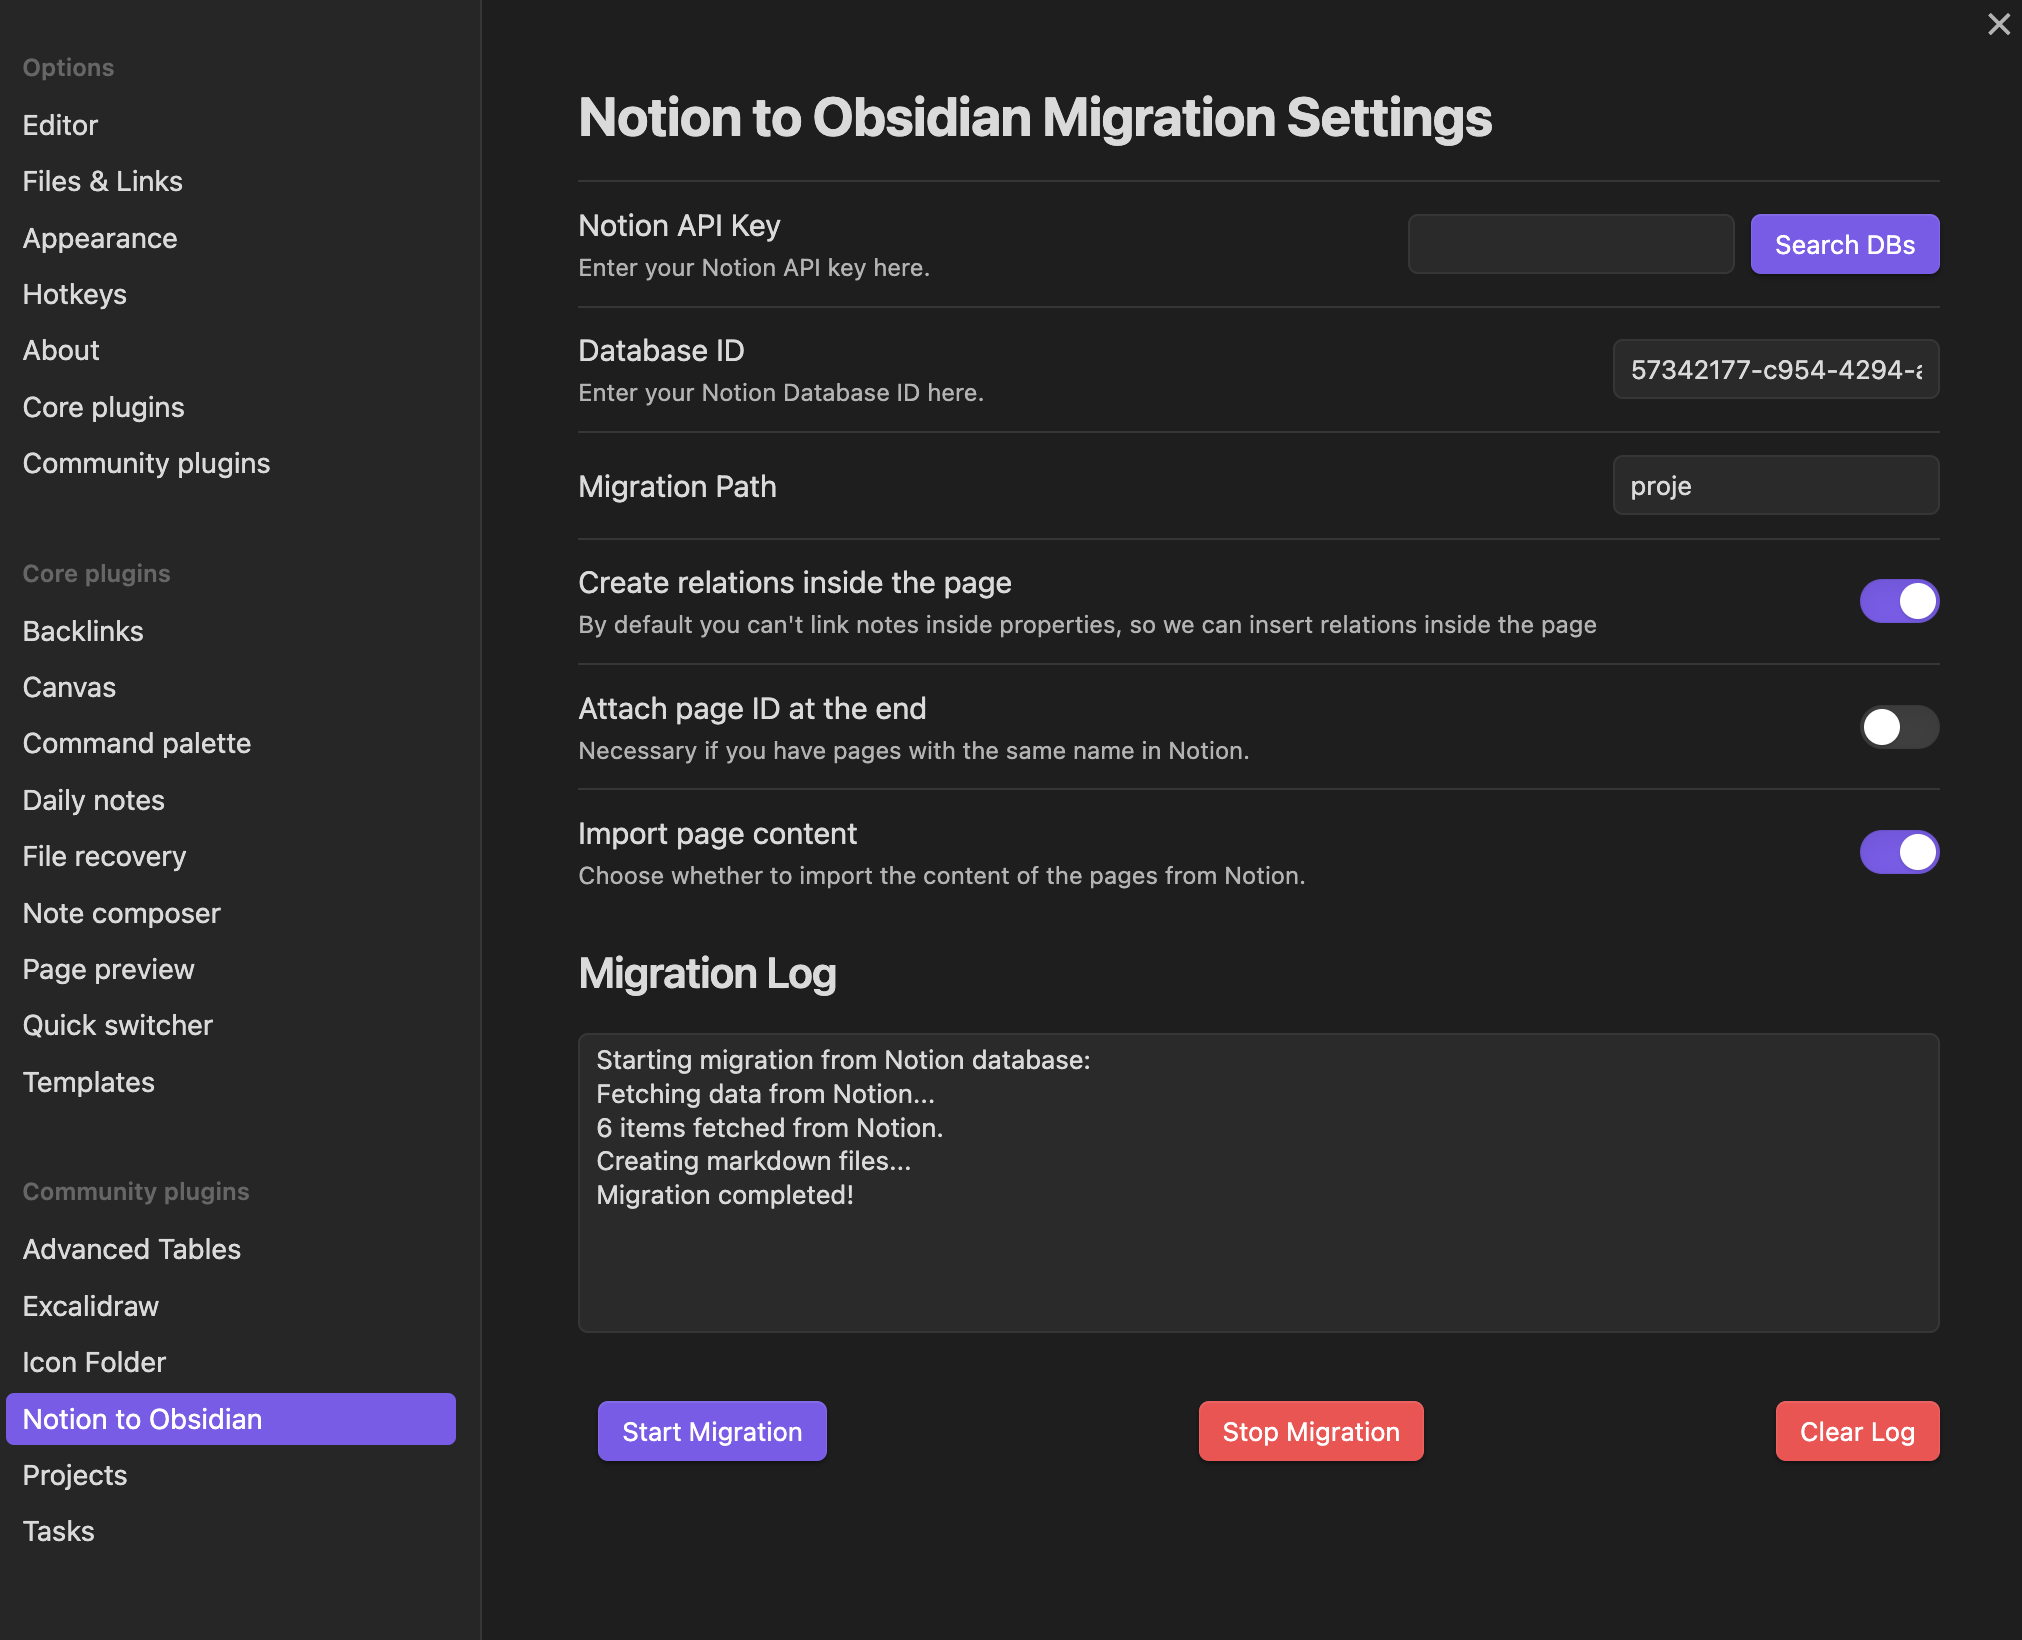 Options
Editor
Files & Links
Appearance
Hotkeys
About
Core plugins
Community plugins
Core plugins
Backlinks
Canvas
Command palette
Daily notes
File recovery
Note composer
Page preview
Quick switcher
Templates
Community plugins
Advanced Tables
Excalidraw
Icon Folder
Notion to Obsidian
Projects
Tasks
Notion to Obsidian Migration Settings
Notion API Key
Enter your Notion API key here.
Search DBs
Database ID
Enter your Notion Database ID here.
57342177-c954-4294-a
Migration Path
proje
Create relations inside the page
By default you can't link notes inside properties, so we can insert relations inside the page
Attach page ID at the end
Necessary if you have pages with the same name in Notion.
Import page content
Choose whether to import the content of the pages from Notion.
Migration Log
Starting migration from Notion database:
Fetching data from Notion...
6 items fetched from Notion.
Creating markdown files...
Migration completed!
Start Migration
Stop Migration
Clear Log